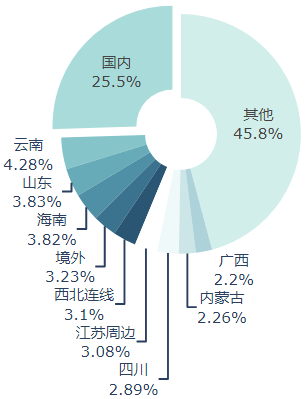 国内
25.5%
其他
45.8%
云南
4.28%
山东
3.83%
海南
3.82%
境外
3.23%
西北连线
3.1%
江苏周边
3.08%
四川
2.89%
广西
2.2%
内蒙古
2.26%